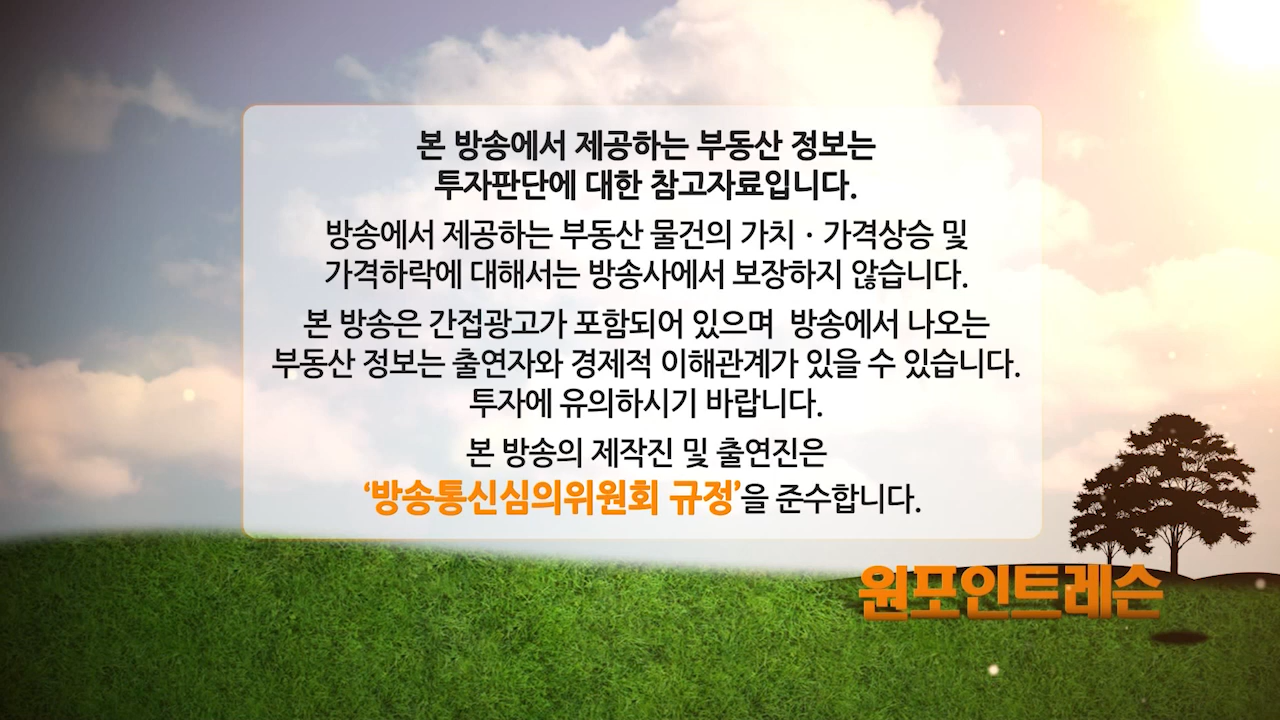 본 방송에서 제공하는 부동산 정보는
투자판단에 대한 참고자료입니다.
방송에서 제공하는 부동산 물건의 가치 · 가격상승 및
가격하락에 대해서는 방송사에서 보장하지 않습니다.
본 방송은 간접광고가 포함되어 있으며 방송에서 나오는
부동산 정보는 출연자와 경제적 이해관계가 있을 수 있습니다.
투자에 유의하시기 바랍니다.
본 방송의 제작진 및 출연진은
‘방송통신심의위원회 규정’을 준수합니다.
원포인트레슨